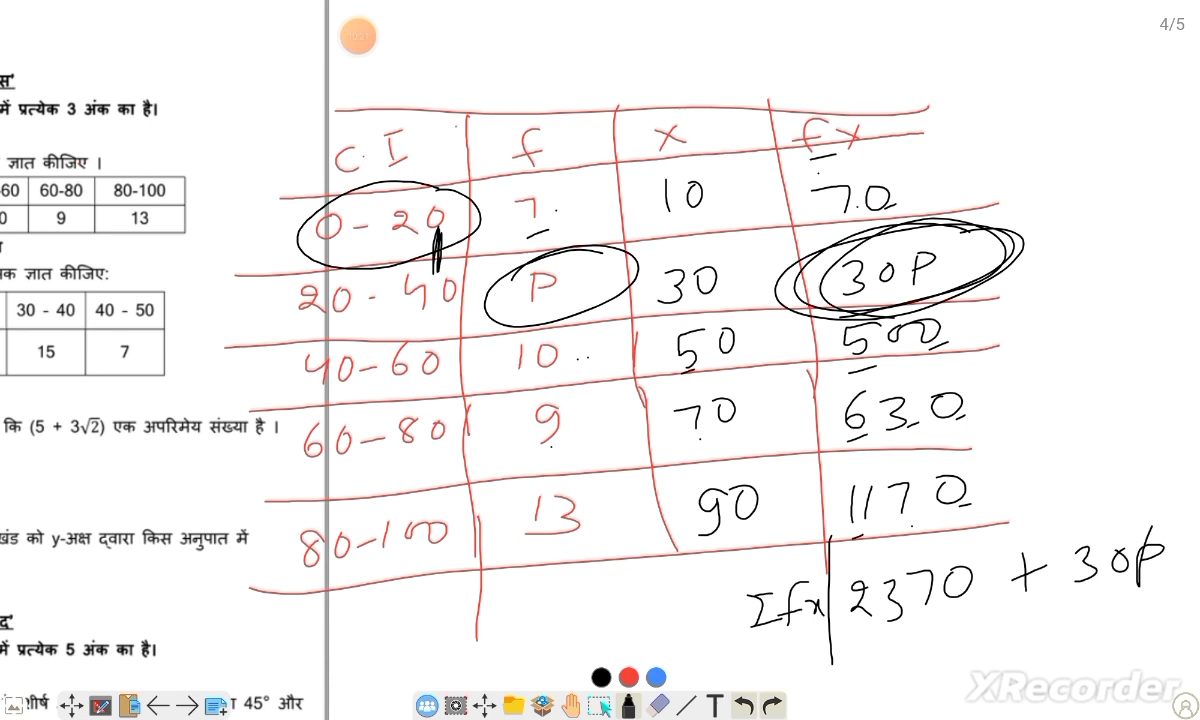 4/5
10:31
स'
में प्रत्येक 3 अंक का है।
ज्ञात कीजिए ।
60 60-80 80-100
0 9 13
क ज्ञात कीजिए:
30 - 40 40 - 50
15 7
कि (5 + 3√2) एक अपरिमेय संख्या है ।
खंड को y-अक्ष द्वारा किस अनुपात में
द'
में प्रत्येक 5 अंक का है।
शीर्ष 45° और
C.I f x fx
0-20 7 10 70
20-40 P 30 30P
40-60 10 50 500
60-80 9 70 630
80-100 13 90 1170
Σfx 2370 + 30p
T
XRecorder